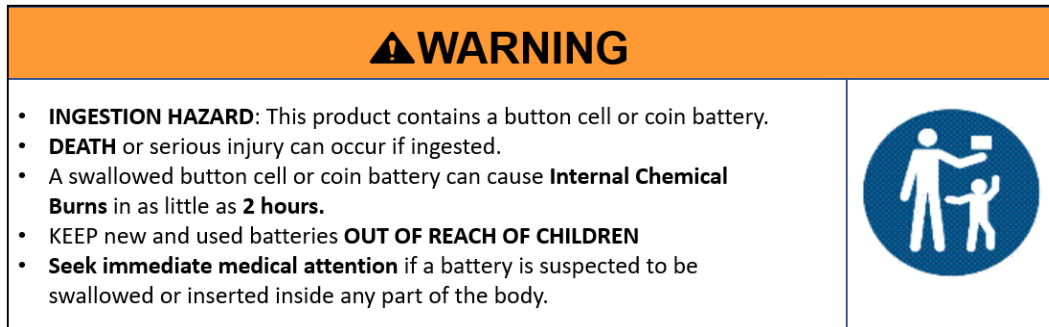 ⚠WARNING
• INGESTION HAZARD: This product contains a button cell or coin battery.
• DEATH or serious injury can occur if ingested.
• A swallowed button cell or coin battery can cause Internal Chemical
Burns in as little as 2 hours.
• KEEP new and used batteries OUT OF REACH OF CHILDREN
• Seek immediate medical attention if a battery is suspected to be
swallowed or inserted inside any part of the body.